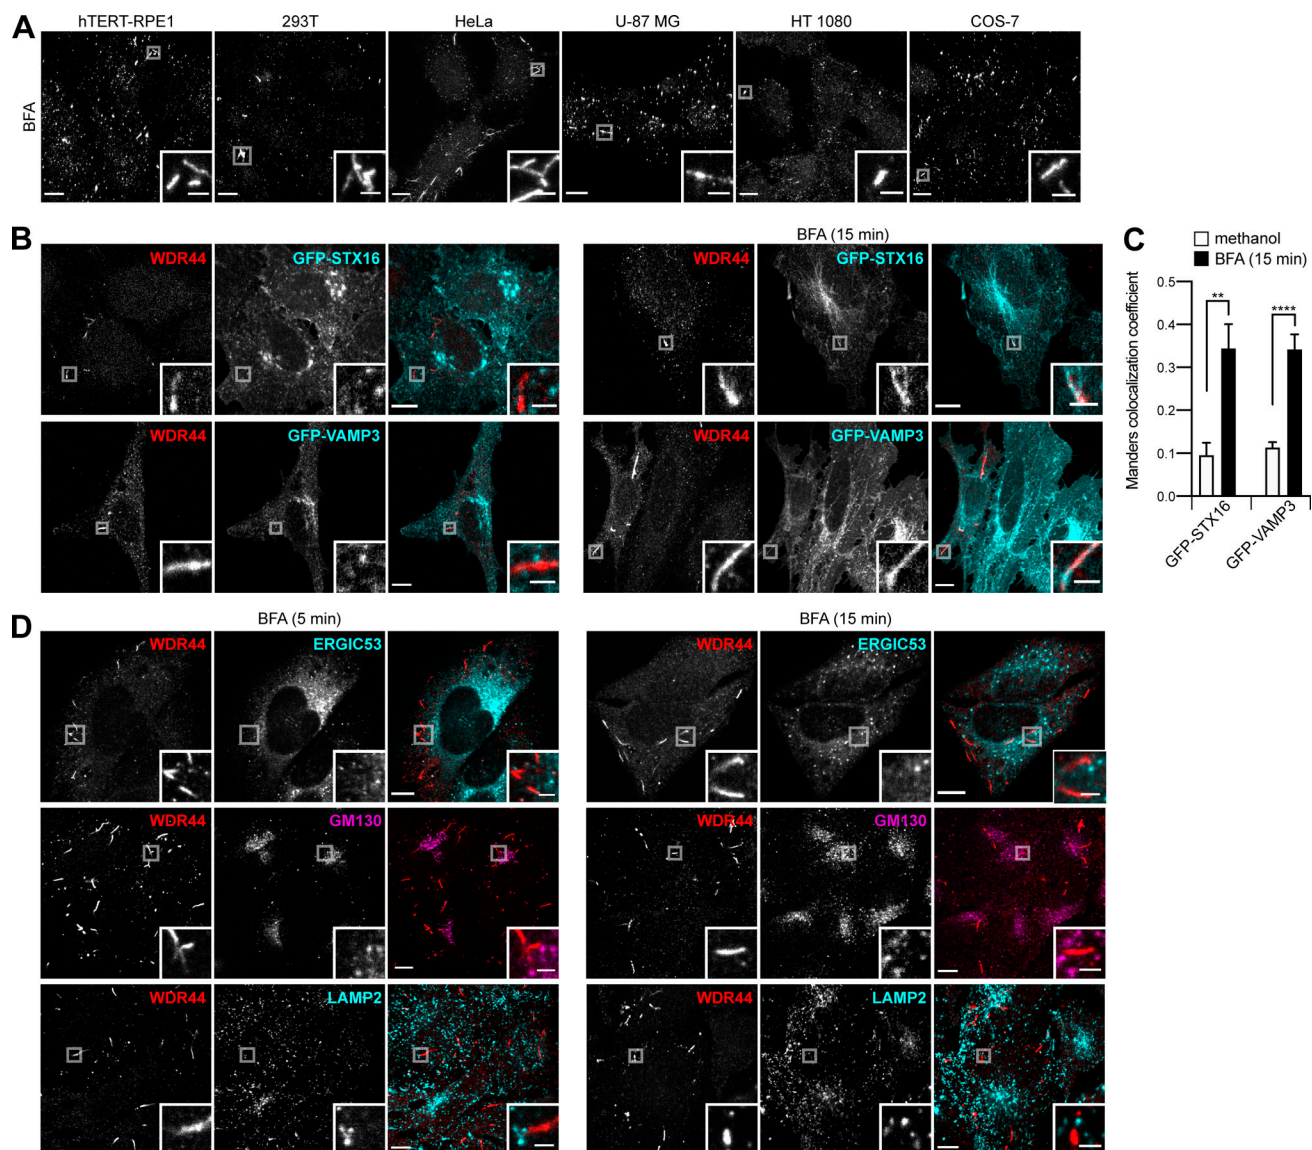 A
hTERT-RPE1 293T HeLa U-87 MG HT 1080 COS-7
BFA
B
BFA (15 min)
WDR44 GFP-STX16 WDR44 GFP-STX16
WDR44 GFP-VAMP3 WDR44 GFP-VAMP3
C
methanol
BFA (15 min)
Manders colocalization coefficient
0.5
0.4
0.3
0.2
0.1
0.0
** ****
GFP-STX16 GFP-VAMP3
D
BFA (5 min) BFA (15 min)
WDR44 ERGIC53 WDR44 ERGIC53
WDR44 GM130 WDR44 GM130
WDR44 LAMP2 WDR44 LAMP2